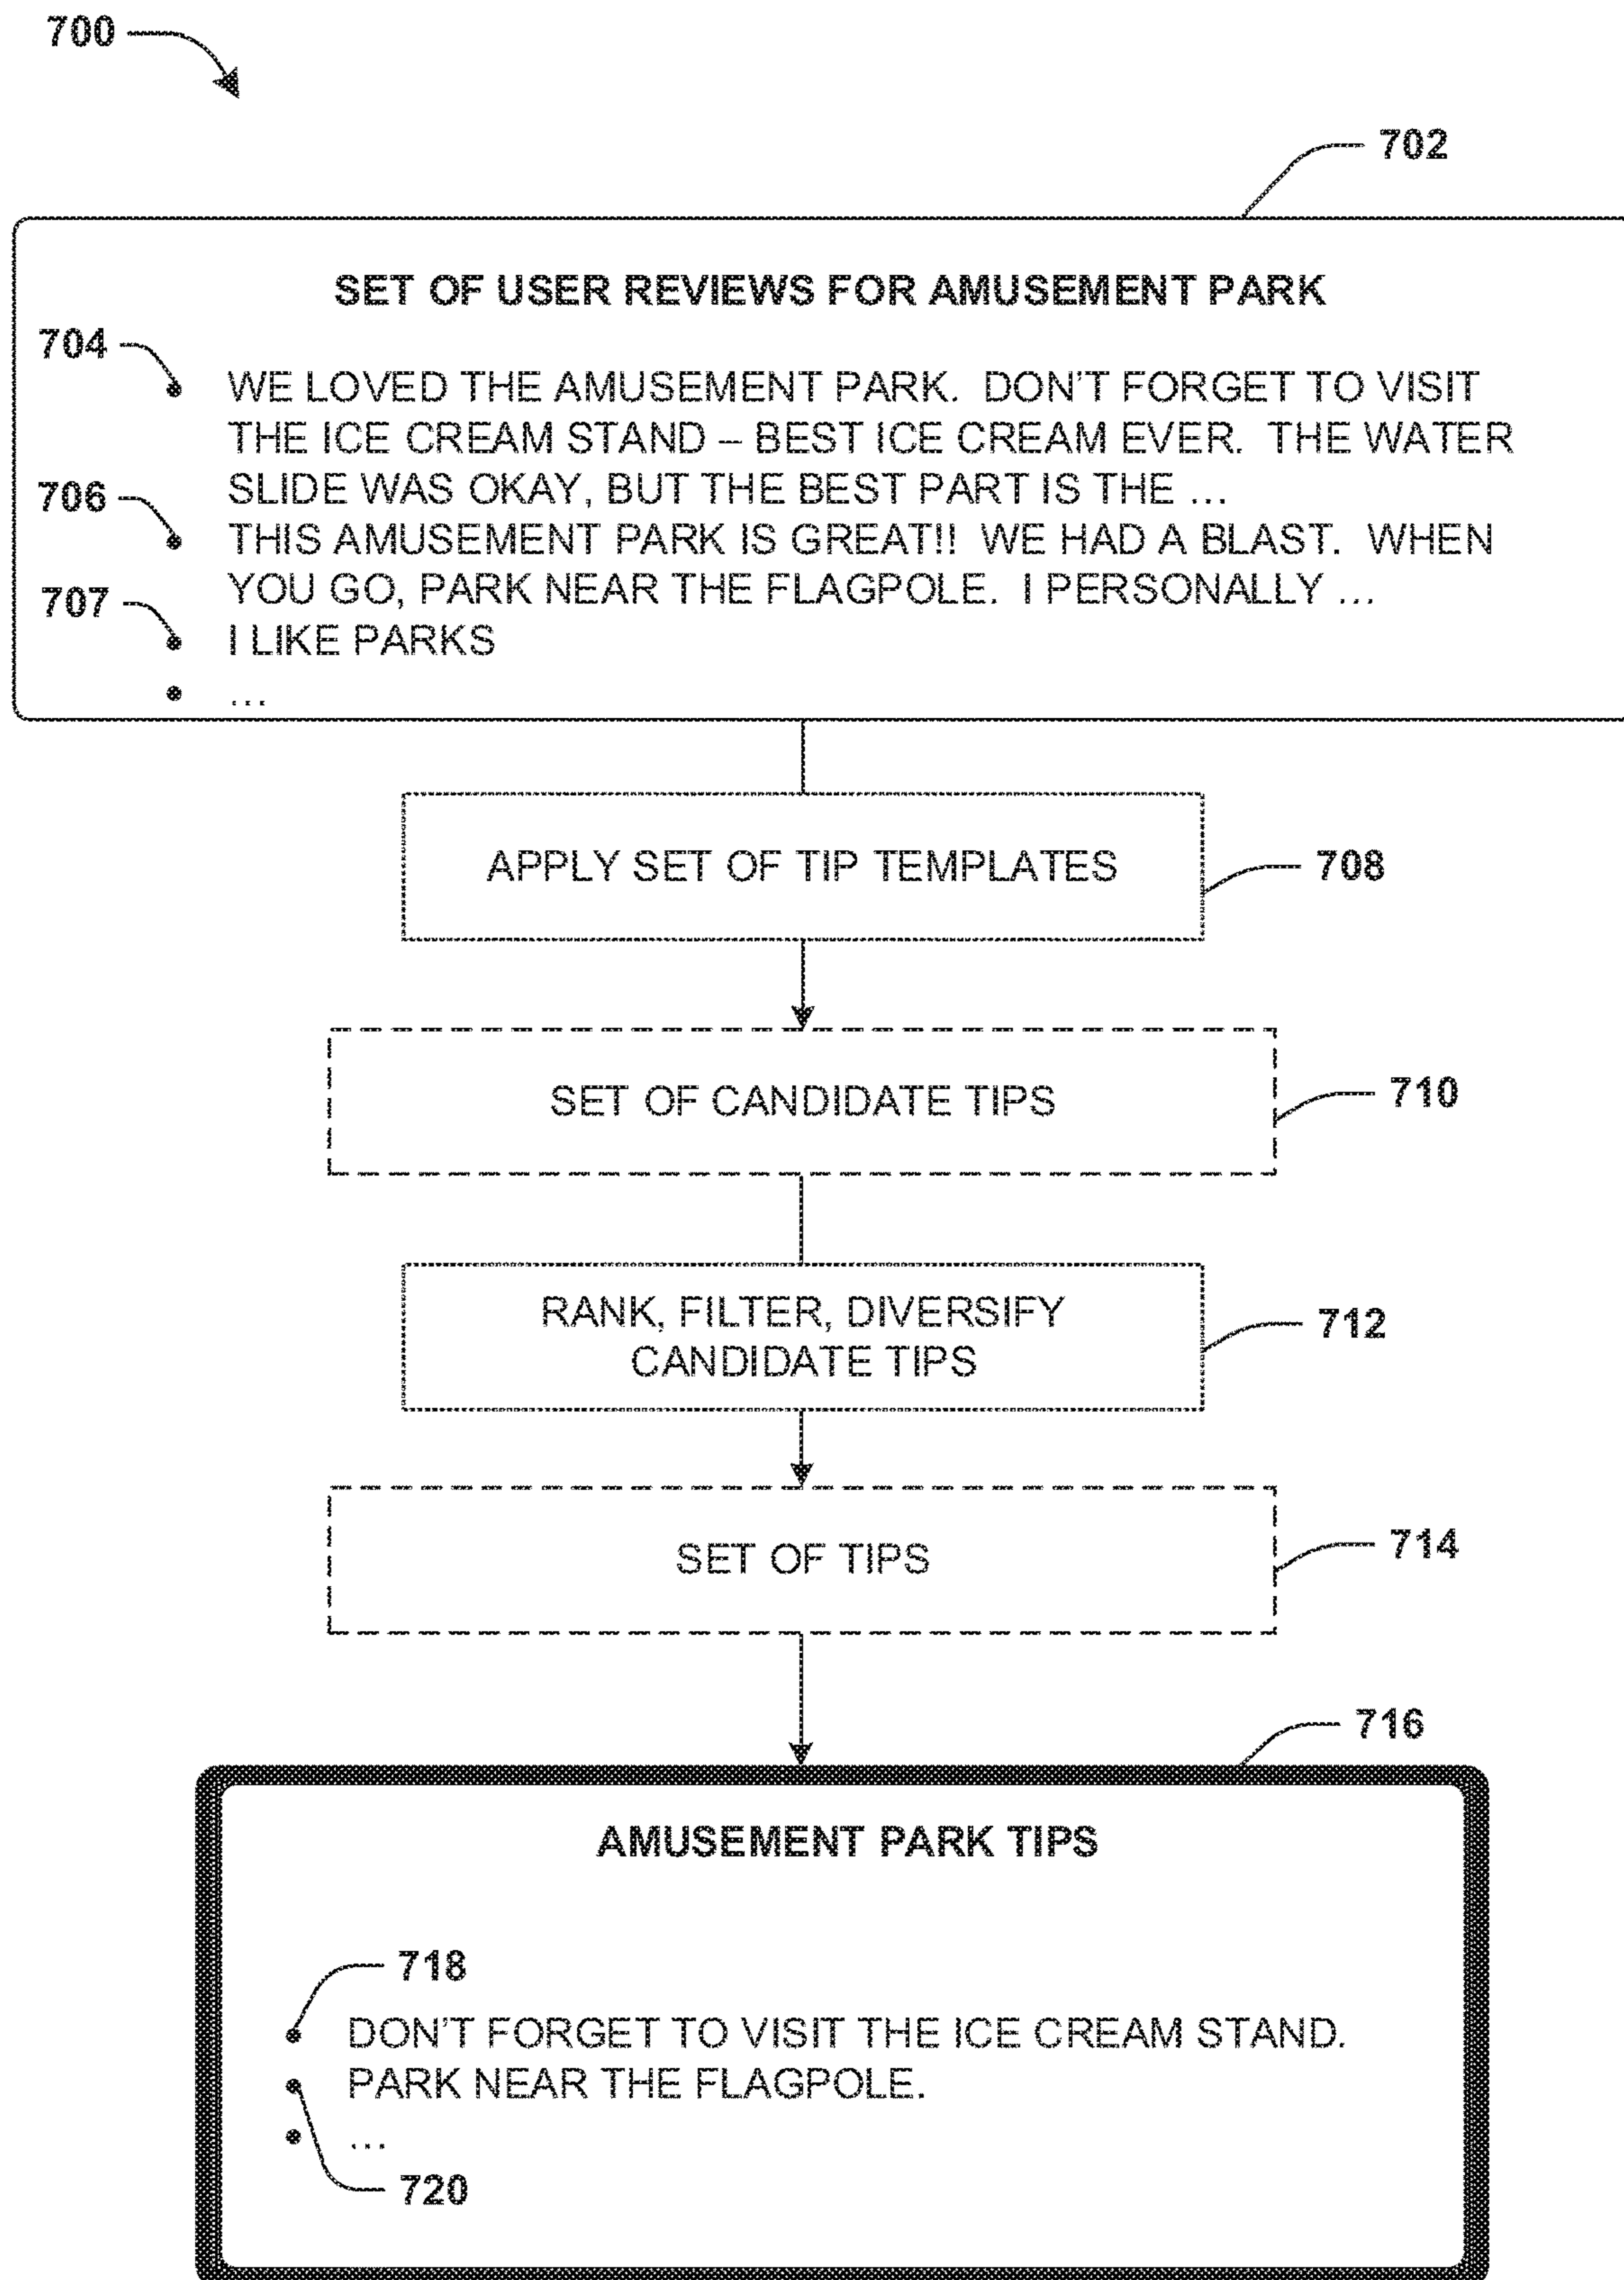 700
702
SET OF USER REVIEWS FOR AMUSEMENT PARK
704
WE LOVED THE AMUSEMENT PARK. DON'T FORGET TO VISIT
THE ICE CREAM STAND – BEST ICE CREAM EVER. THE WATER
706
SLIDE WAS OKAY, BUT THE BEST PART IS THE ...
THIS AMUSEMENT PARK IS GREAT!! WE HAD A BLAST. WHEN
707
YOU GO, PARK NEAR THE FLAGPOLE. I PERSONALLY ...
I LIKE PARKS
...
APPLY SET OF TIP TEMPLATES
708
SET OF CANDIDATE TIPS
710
RANK, FILTER, DIVERSIFY
CANDIDATE TIPS
712
SET OF TIPS
714
716
AMUSEMENT PARK TIPS
718
DON'T FORGET TO VISIT THE ICE CREAM STAND.
PARK NEAR THE FLAGPOLE.
...
720